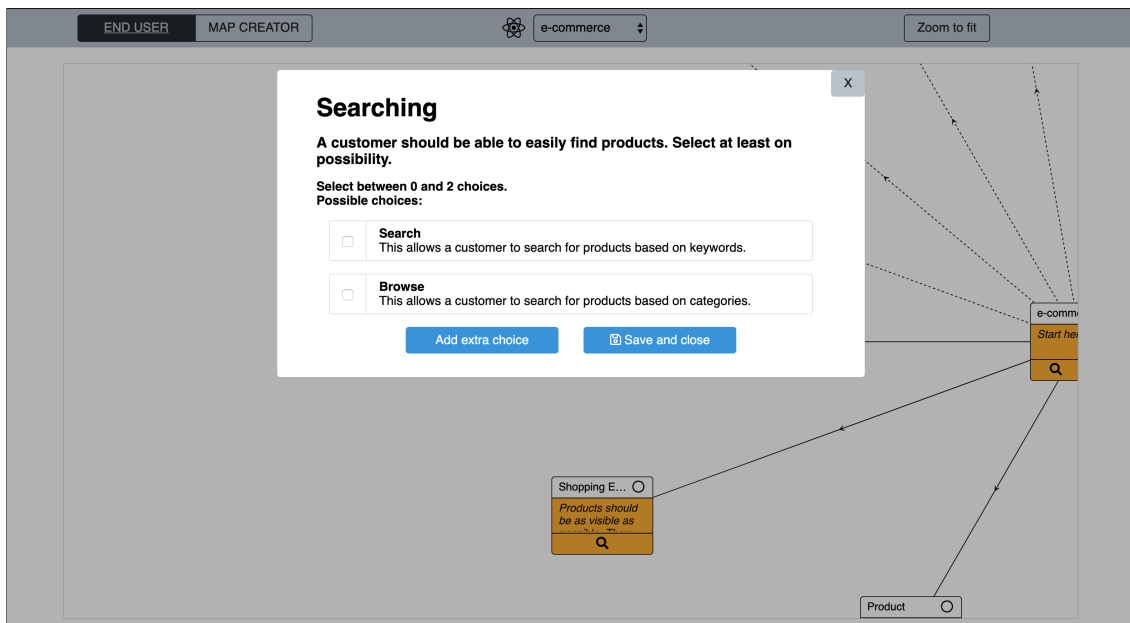 END USER
MAP CREATOR
e-commerce
Zoom to fit
X
Searching
A customer should be able to easily find products. Select at least on
possibility.
Select between 0 and 2 choices.
Possible choices:
Search
This allows a customer to search for products based on keywords.
Browse
This allows a customer to search for products based on categories.
Add extra choice
Save and close
e-comm
Start her
Shopping E...
Products should
be as visible as
Product